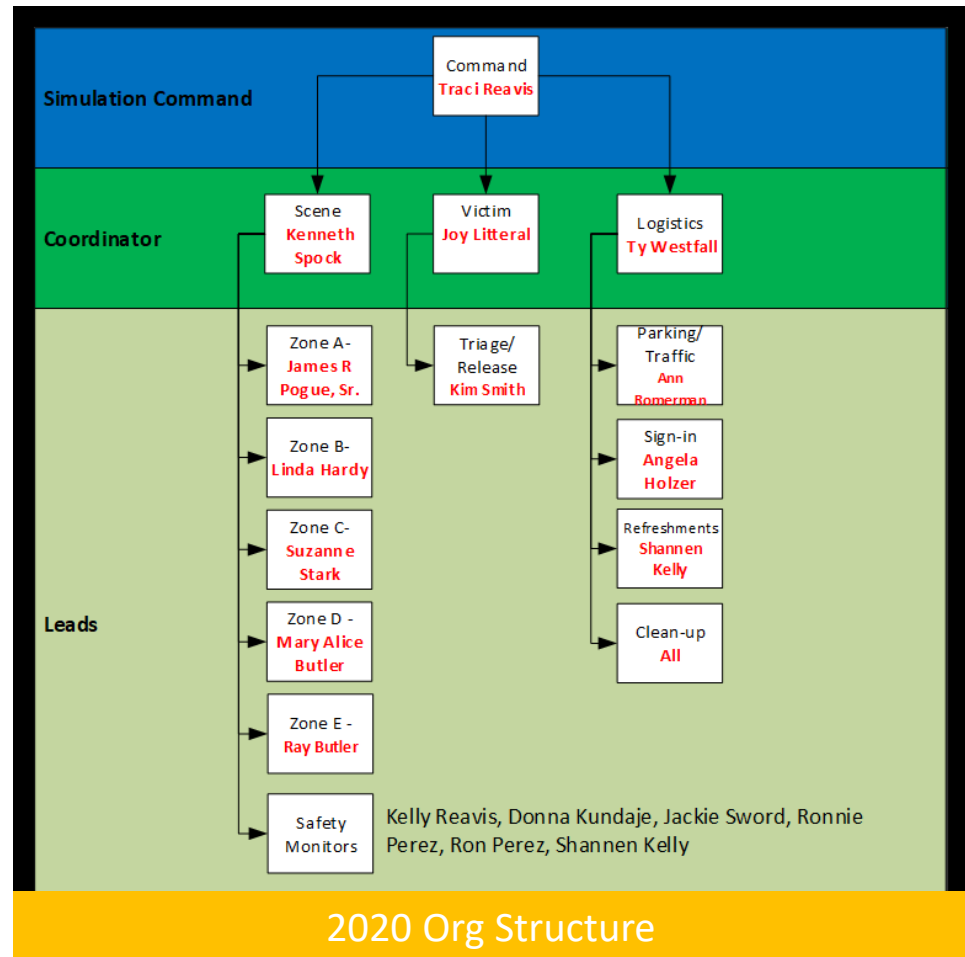 Command
Traci Reavis
Simulation Command
Coordinator
Scene
Kenneth
Spock
Victim
Joy Litteral
Logistics
Ty Westfall
Leads
Zone A-
James R
Pogue, Sr.
Zone B-
Linda Hardy
Zone C-
Suzanne
Stark
Zone D -
Mary Alice
Butler
Zone E -
Ray Butler
Safety
Monitors
Kelly Reavis, Donna Kundaje, Jackie Sword, Ronnie
Perez, Ron Perez, Shannen Kelly
Triage/
Release
Kim Smith
Parking/
Traffic
Ann
Romerman
Sign-in
Angela
Holzer
Refreshments
Shannen
Kelly
Clean-up
All
2020 Org Structure